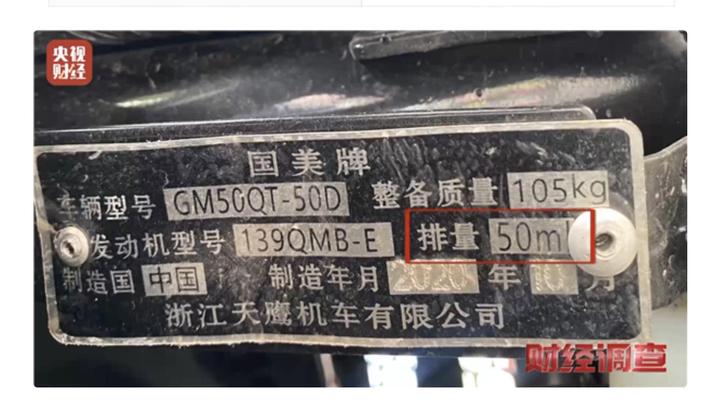 央视
财经
国美牌
车辆型号 GM50QT-50D 整备质量 105kg
发动机型号 139QMB-E 排量 50ml
制造国 中国 制造年月 2020 年 10 月
浙江天鹰机车有限公司
财经调查